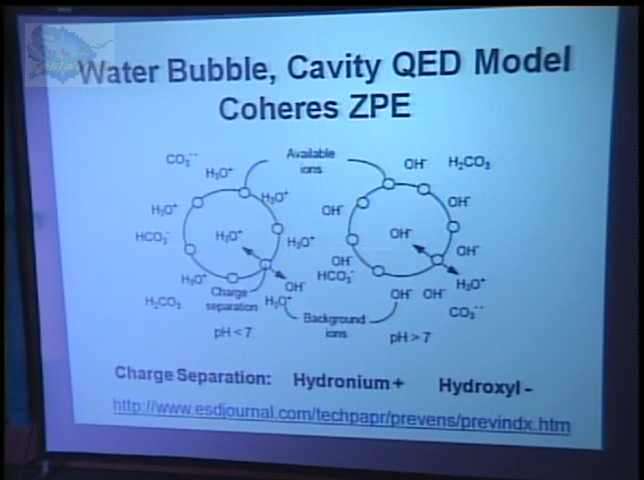 Water Bubble, Cavity QED Model
Coheres ZPE
CO₃⁻⁻
H₃O⁺
Available
ions
OH⁻
H₂CO₃
H₃O⁺
H₃O⁺
OH⁻
OH⁻
HCO₃⁻
H₃O⁺
H₃O⁺
OH⁻
OH⁻
H₃O⁺
OH⁻
OH⁻
HCO₃⁻
H₃O⁺
H₂CO₃
Charge
separation
H₃O⁺
OH⁻
OH⁻
CO₃⁻⁻
Background
ions
pH < 7
pH > 7
Charge Separation: Hydronium + Hydroxyl -
http://www.esdjournal.com/techpapr/prevens/previndx.htm